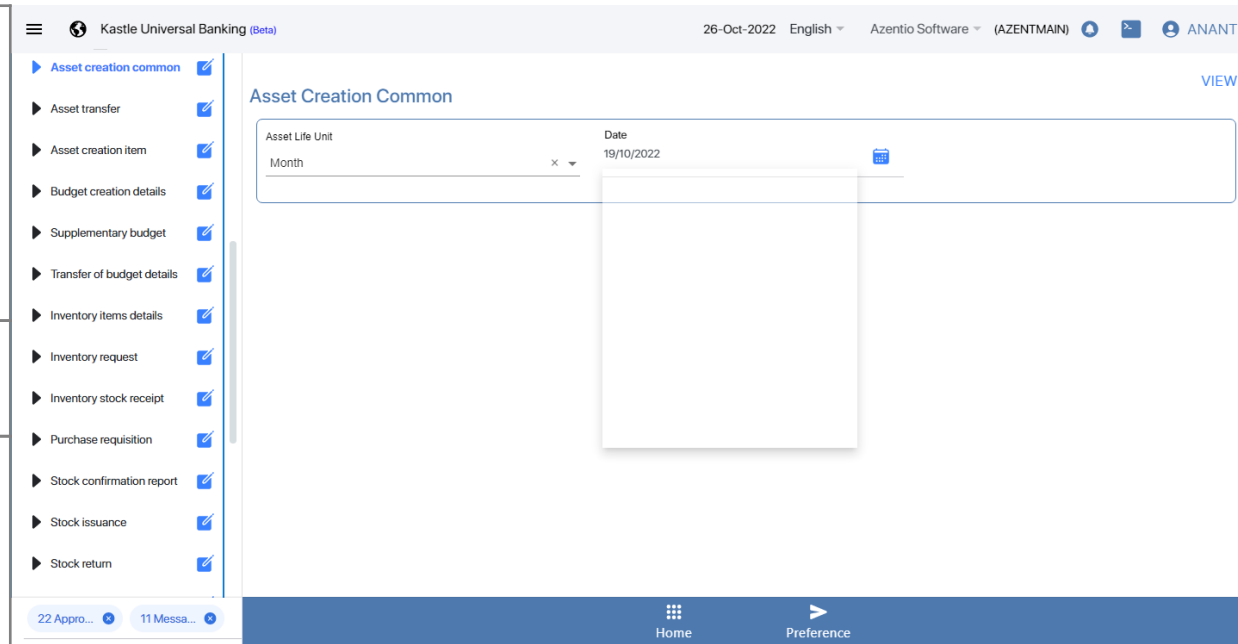 Kastle Universal Banking (Beta)
26-Oct-2022 English Azentio Software (AZENTMAIN) ANANT
Asset creation common
Asset transfer
Asset creation item
Budget creation details
Supplementary budget
Transfer of budget details
Inventory items details
Inventory request
Inventory stock receipt
Purchase requisition
Stock confirmation report
Stock issuance
Stock return
22 Appro...
11 Messa...
VIEW
Asset Creation Common
Asset Life Unit
Month
Date
19/10/2022
Home
Preference